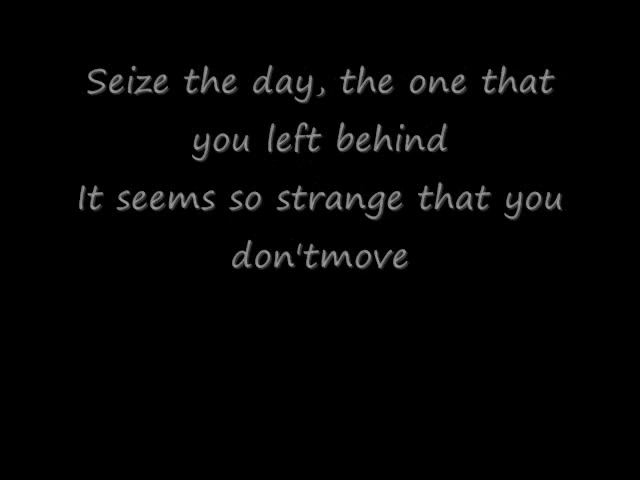 Seize the day, the one that
you left behind
It seems so strange that you
don'tmove